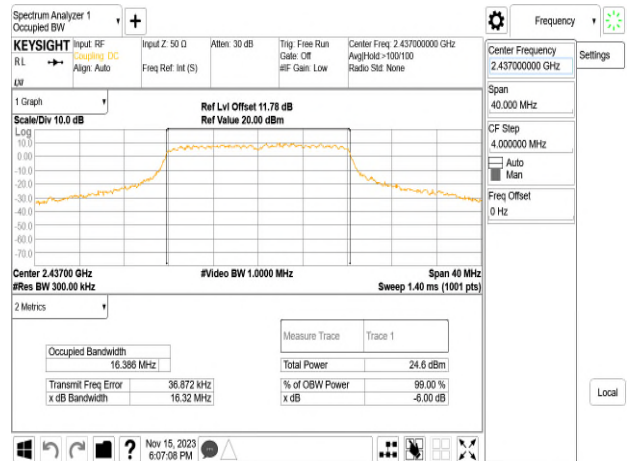 Spectrum Analyzer 1
Occupied BW
Frequency
KEYSIGHT
RL
Input: RF
Coupling: DC
Align: Auto
Input Z: 50 Ω
Freq Ref: Int (S)
Atten: 30 dB
Trig: Free Run
Gate: Off
#IF Gain: Low
Center Freq: 2.437000000 GHz
Avg|Hold:>100/100
Radio Std: None
Center Frequency
2.437000000 GHz
Settings
Span
40.000 MHz
CF Step
4.000000 MHz
Auto
Man
Freq Offset
0 Hz
Local
1 Graph
Scale/Div 10.0 dB
Ref Lvl Offset 11.78 dB
Ref Value 20.00 dBm
Log
10.0
0.00
-10.0
-20.0
-30.0
-40.0
-50.0
-60.0
-70.0
Center 2.43700 GHz
#Res BW 300.00 kHz
#Video BW 1.0000 MHz
Span 40 MHz
Sweep 1.40 ms (1001 pts)
2 Metrics
Measure Trace Trace 1
Occupied Bandwidth
16.386 MHz
Total Power 24.6 dBm
Transmit Freq Error 36.872 kHz
% of OBW Power 99.00 %
x dB Bandwidth 16.32 MHz
x dB -6.00 dB
?
Nov 15, 2023
6:07:08 PM